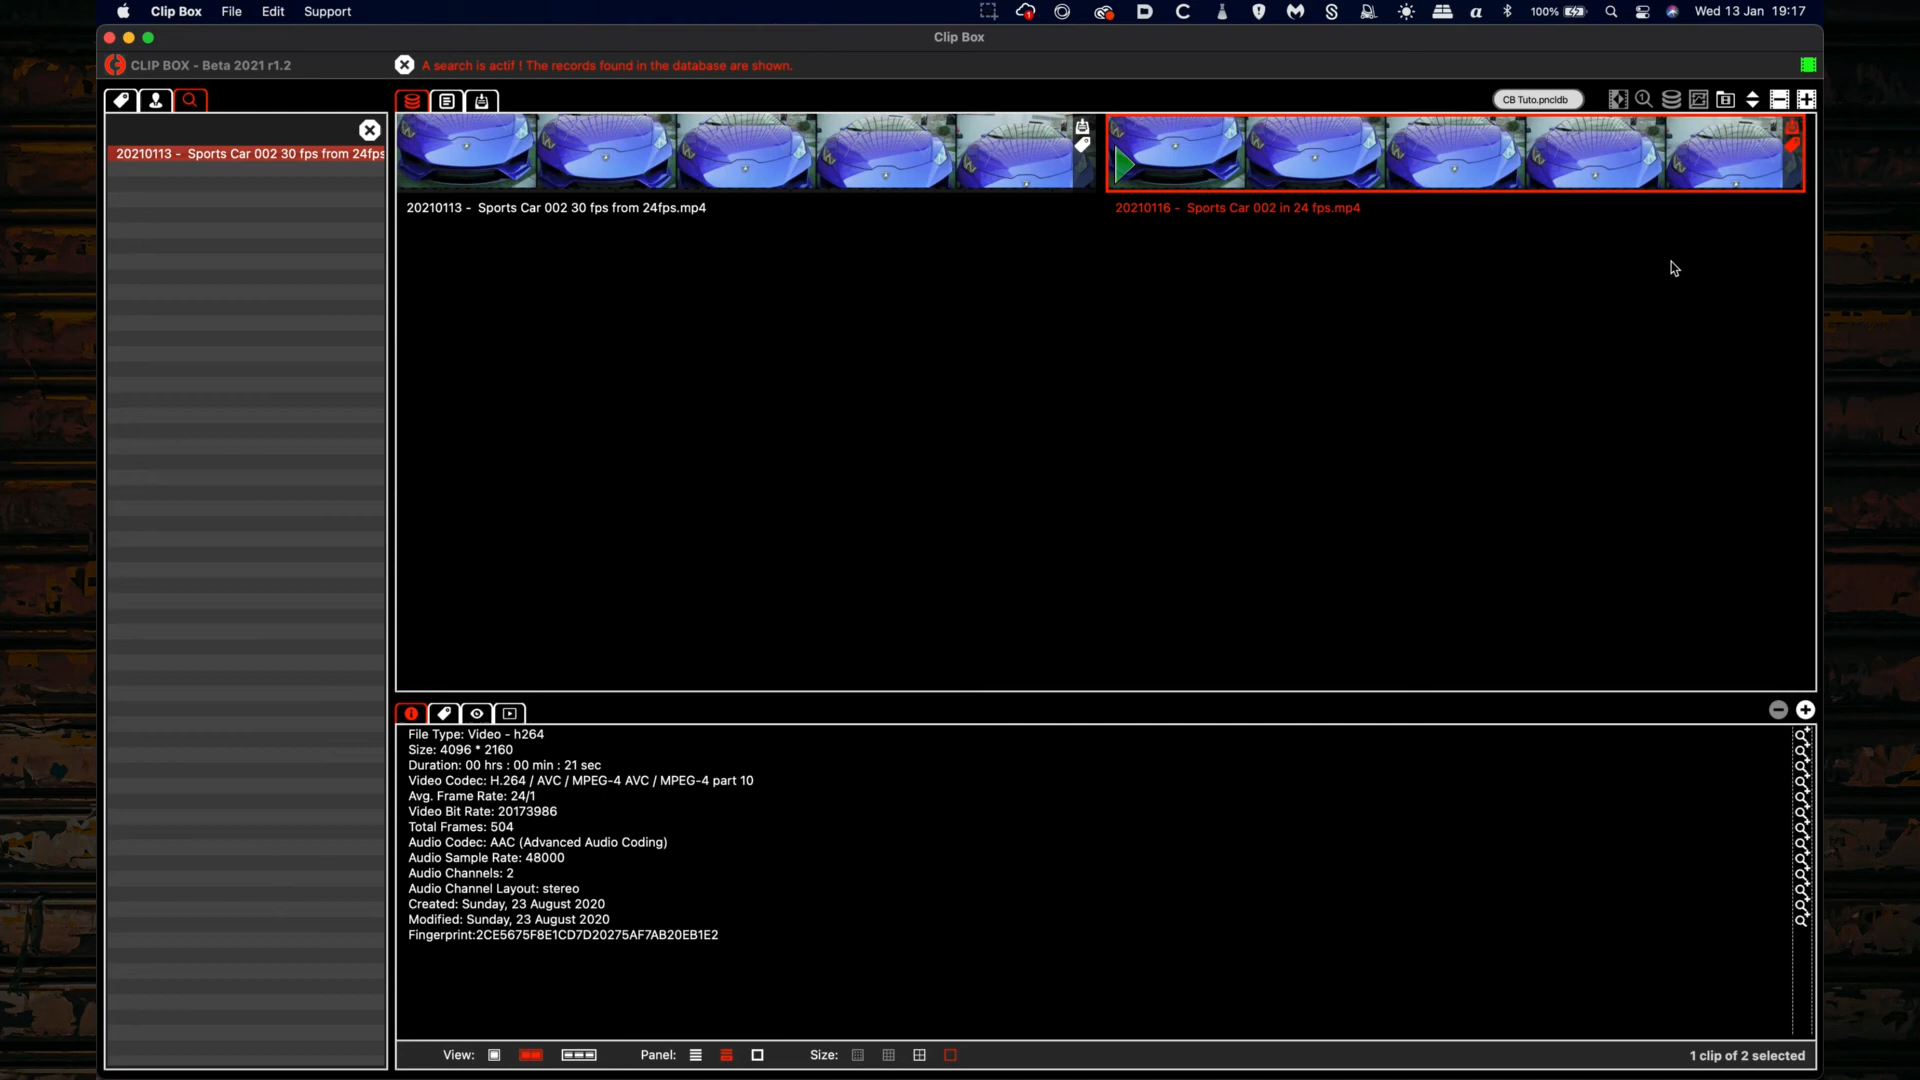 Clip Box File Edit Support
100% Wed 13 Jan 19:17
Clip Box
CLIP BOX - Beta 2021 r1.2
A search is actif ! The records found in the database are shown.
CB Tuto.pncldb
20210113 - Sports Car 002 30 fps from 24fps
20210113 - Sports Car 002 30 fps from 24fps.mp4
20210116 - Sports Car 002 in 24 fps.mp4
File Type: Video - h264
Size: 4096 * 2160
Duration: 00 hrs : 00 min : 21 sec
Video Codec: H.264 / AVC / MPEG-4 AVC / MPEG-4 part 10
Avg. Frame Rate: 24/1
Video Bit Rate: 20173986
Total Frames: 504
Audio Codec: AAC (Advanced Audio Coding)
Audio Sample Rate: 48000
Audio Channels: 2
Audio Channel Layout: stereo
Created: Sunday, 23 August 2020
Modified: Sunday, 23 August 2020
Fingerprint:2CE5675F8E1CD7D20275AF7AB20EB1E2
View: Panel: Size: 1 clip of 2 selected